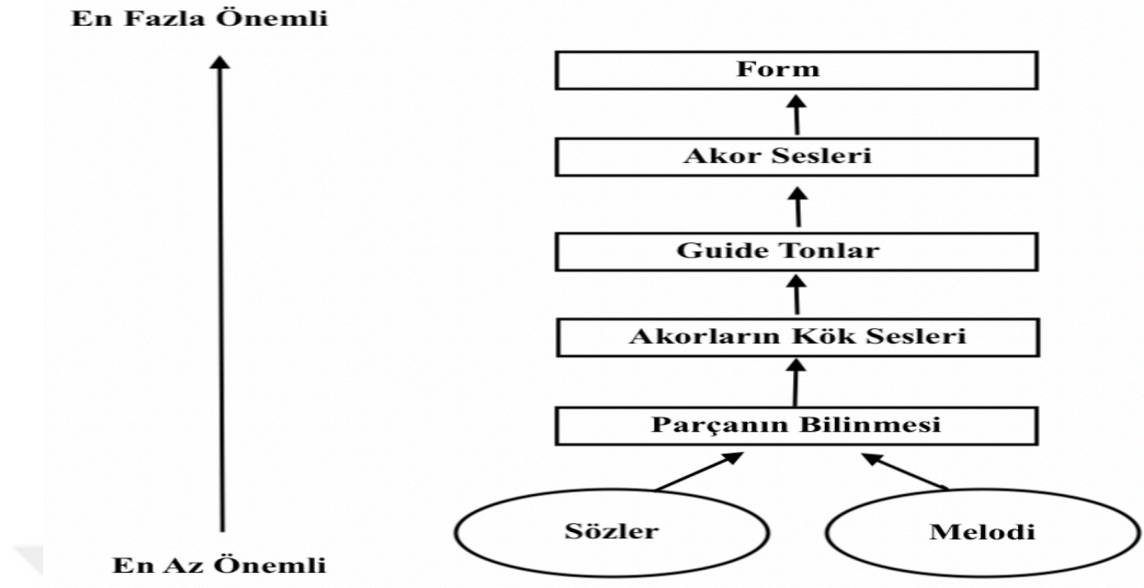 En Fazla Önemli
Form
Akor Sesleri
Guide Tonlar
Akorların Kök Sesleri
Parçanın Bilinmesi
Sözler
Melodi
En Az Önemli